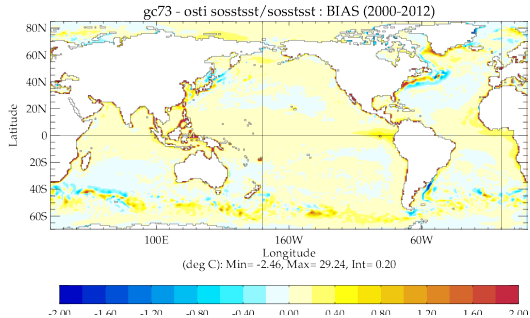 gc73 - osti sosstsst/sosstsst : BIAS (2000-2012)
80N
60N
40N
20N
0
20S
40S
60S
Latitude
100E 160W 60W
Longitude
(deg C): Min= -2.46, Max= 29.24, Int= 0.20
-2.00 -1.60 -1.20 -0.80 -0.40 0.00 0.40 0.80 1.20 1.60 2.00